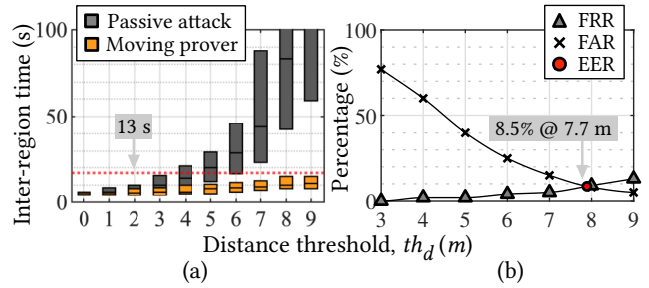 Passive attack
Moving prover
Inter-region time (s)
100
50
0
13 s
0 1 2 3 4 5 6 7 8 9
(a)
FRR
FAR
EER
Percentage (%)
100
50
0
8.5% @ 7.7 m
3 4 5 6 7 8 9
Distance threshold, th_d (m)
(b)